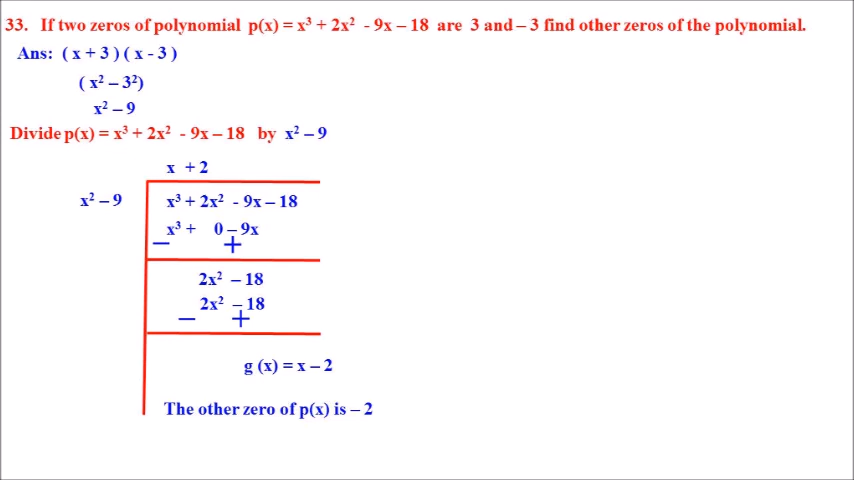 33. If two zeros of polynomial p(x) = x³ + 2x² - 9x – 18 are 3 and – 3 find other zeros of the polynomial.
Ans: ( x + 3 ) ( x - 3 )
( x² – 3²)
x² – 9
Divide p(x) = x³ + 2x² - 9x – 18 by x² – 9
x + 2
x² – 9 x³ + 2x² - 9x – 18
x³ + 0 – 9x
– +
2x² – 18
2x² – 18
– +
g (x) = x – 2
The other zero of p(x) is – 2